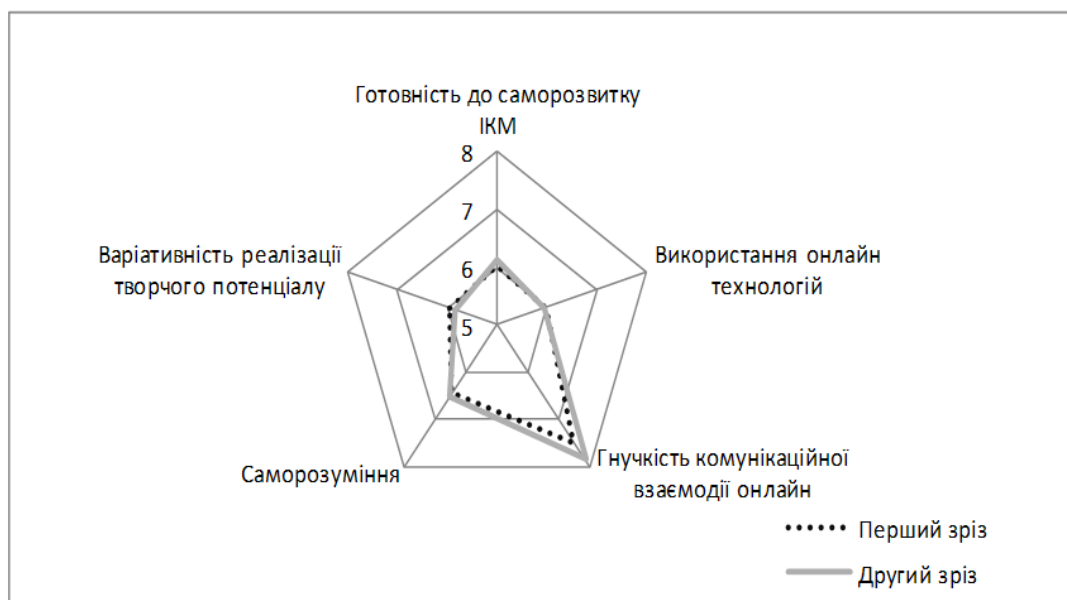 Готовність до саморозвитку
ІКМ
8
7
6
5
Варіативність реалізації
творчого потенціалу
Використання онлайн
технологій
Саморозуміння
Гнучкість комунікаційної
взаємодії онлайн
Перший зріз
Другий зріз